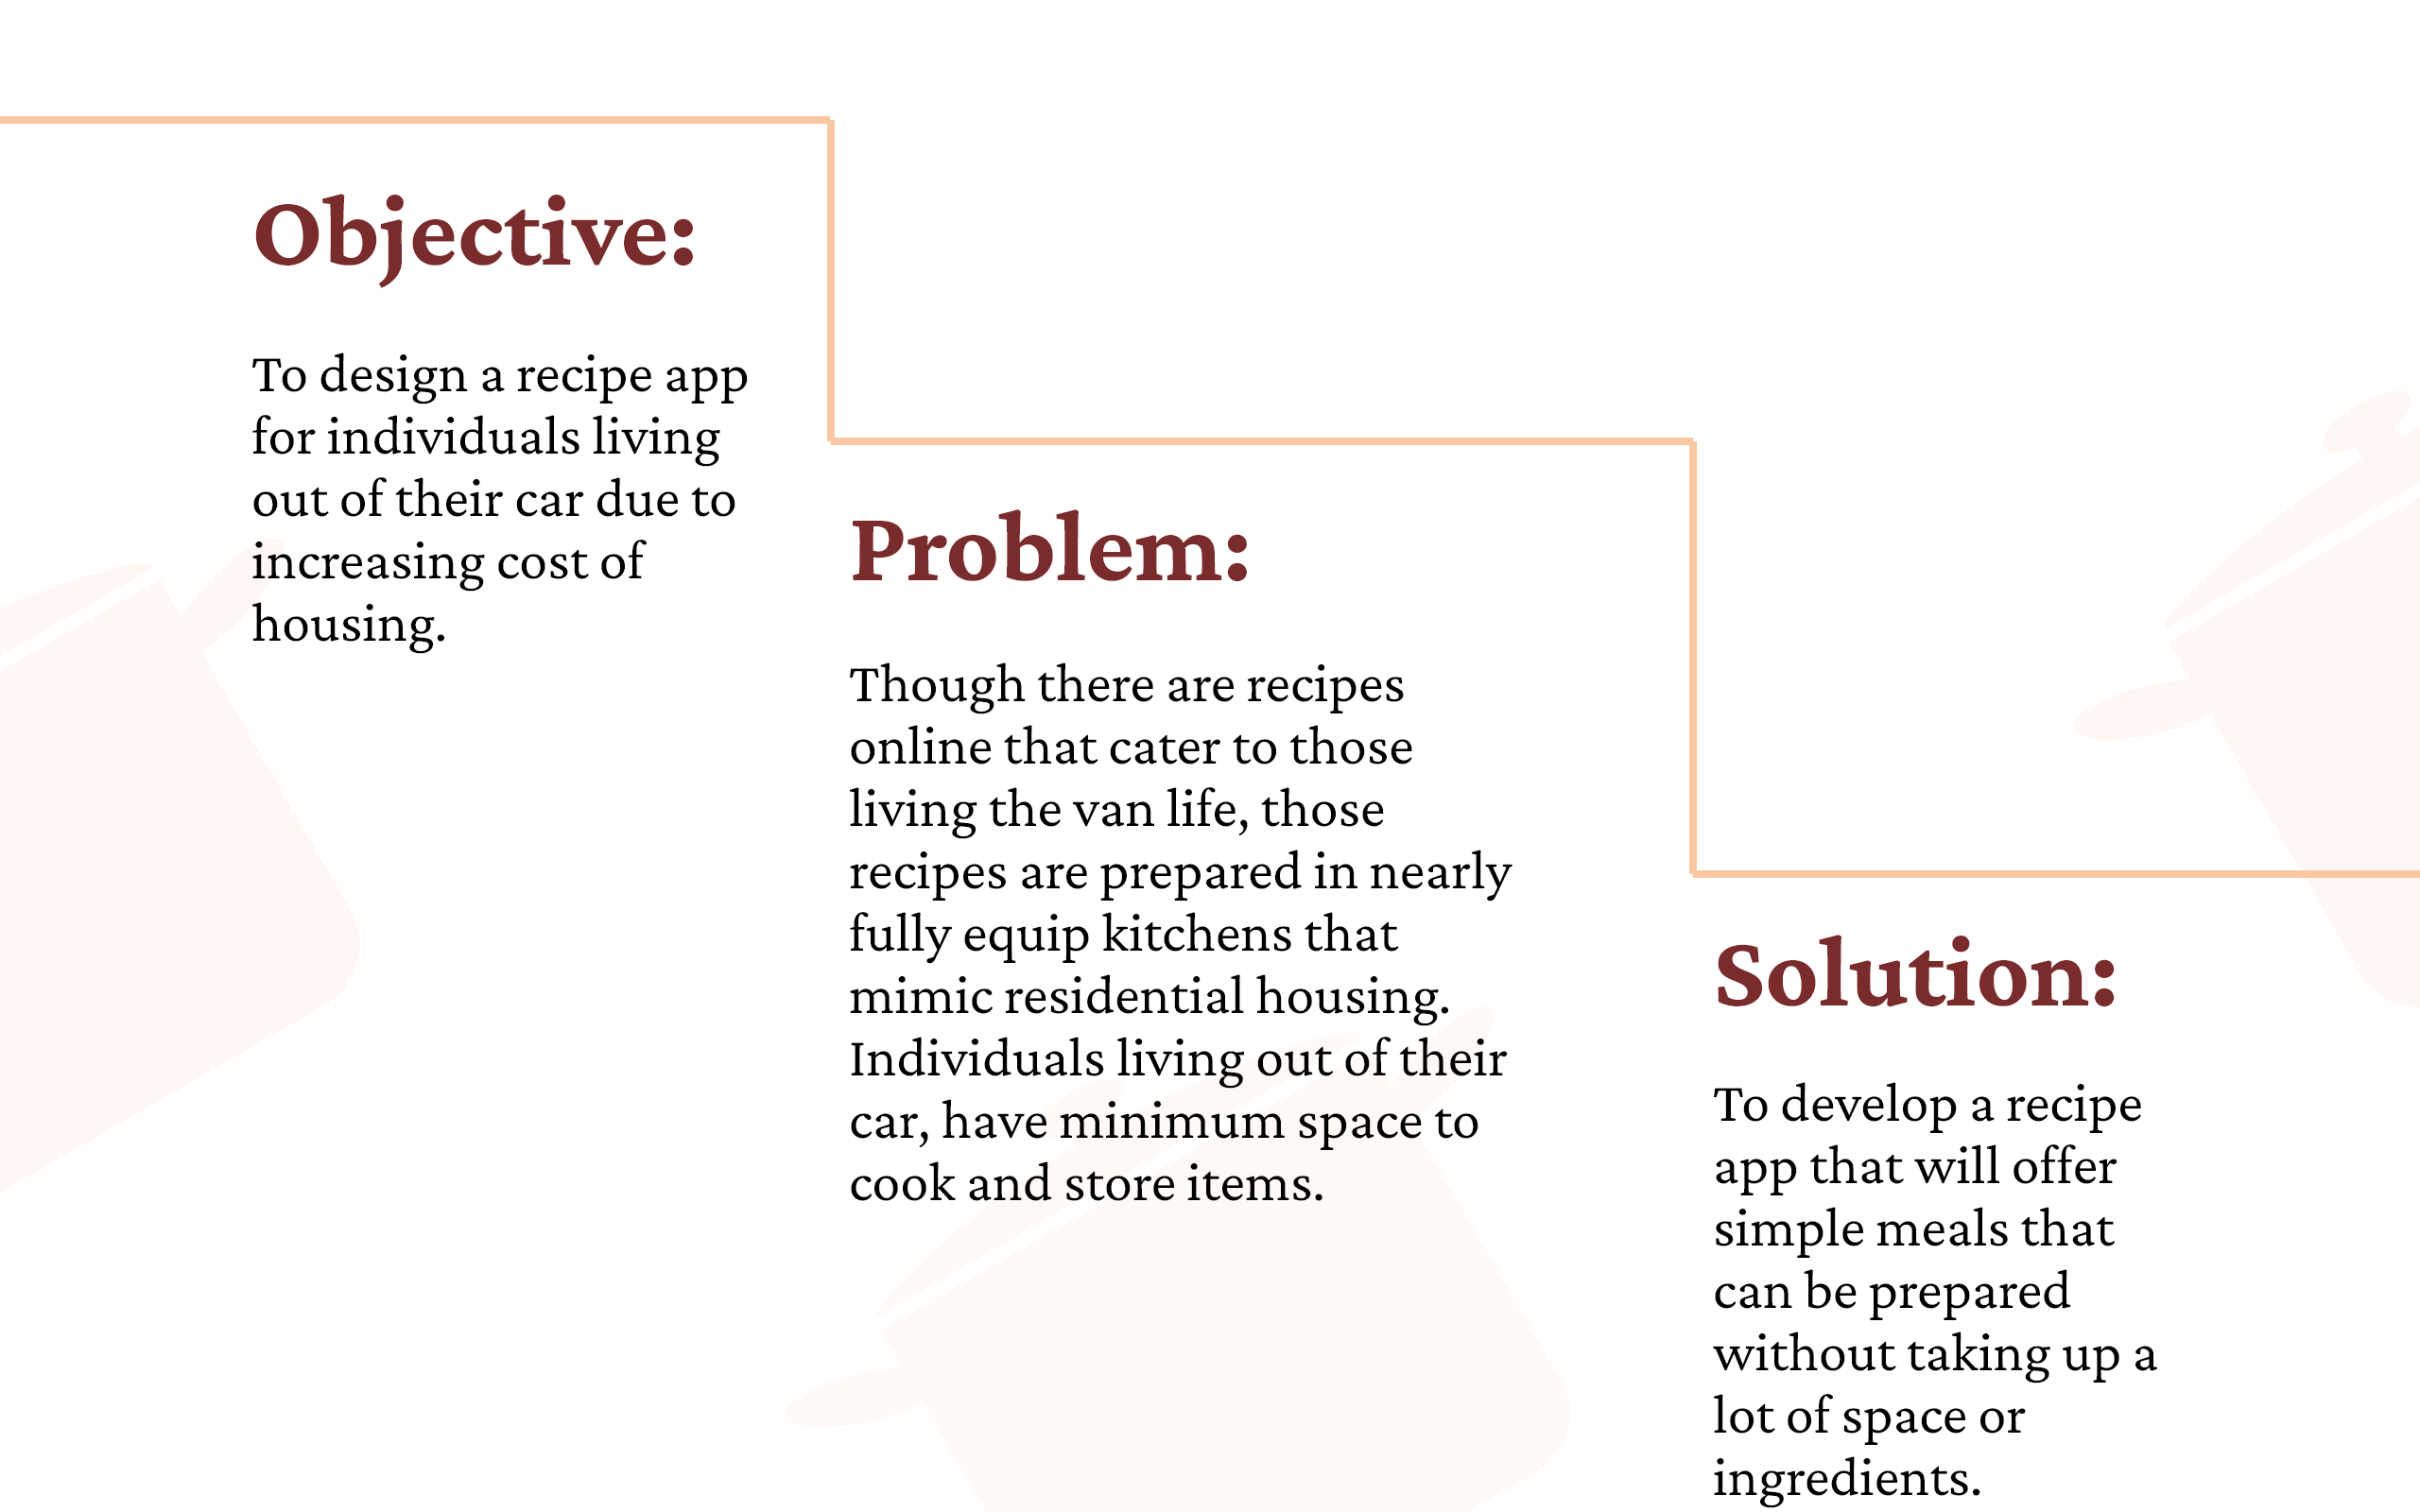 Objective:
To design a recipe app
for individuals living
out of their car due to
increasing cost of
housing.
Problem:
Though there are recipes
online that cater to those
living the van life, those
recipes are prepared in nearly
fully equip kitchens that
mimic residential housing.
Individuals living out of their
car, have minimum space to
cook and store items.
Solution:
To develop a recipe
app that will offer
simple meals that
can be prepared
without taking up a
lot of space or
ingredients.